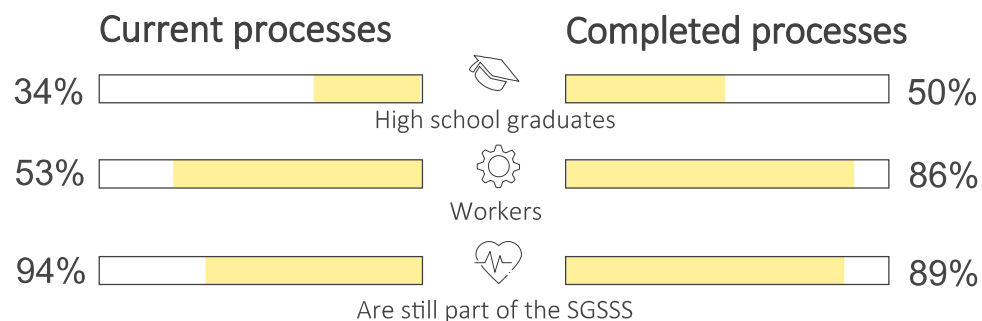 Current processes
Completed processes
34%
50%
High school graduates
53%
86%
Workers
94%
89%
Are still part of the SGSSS